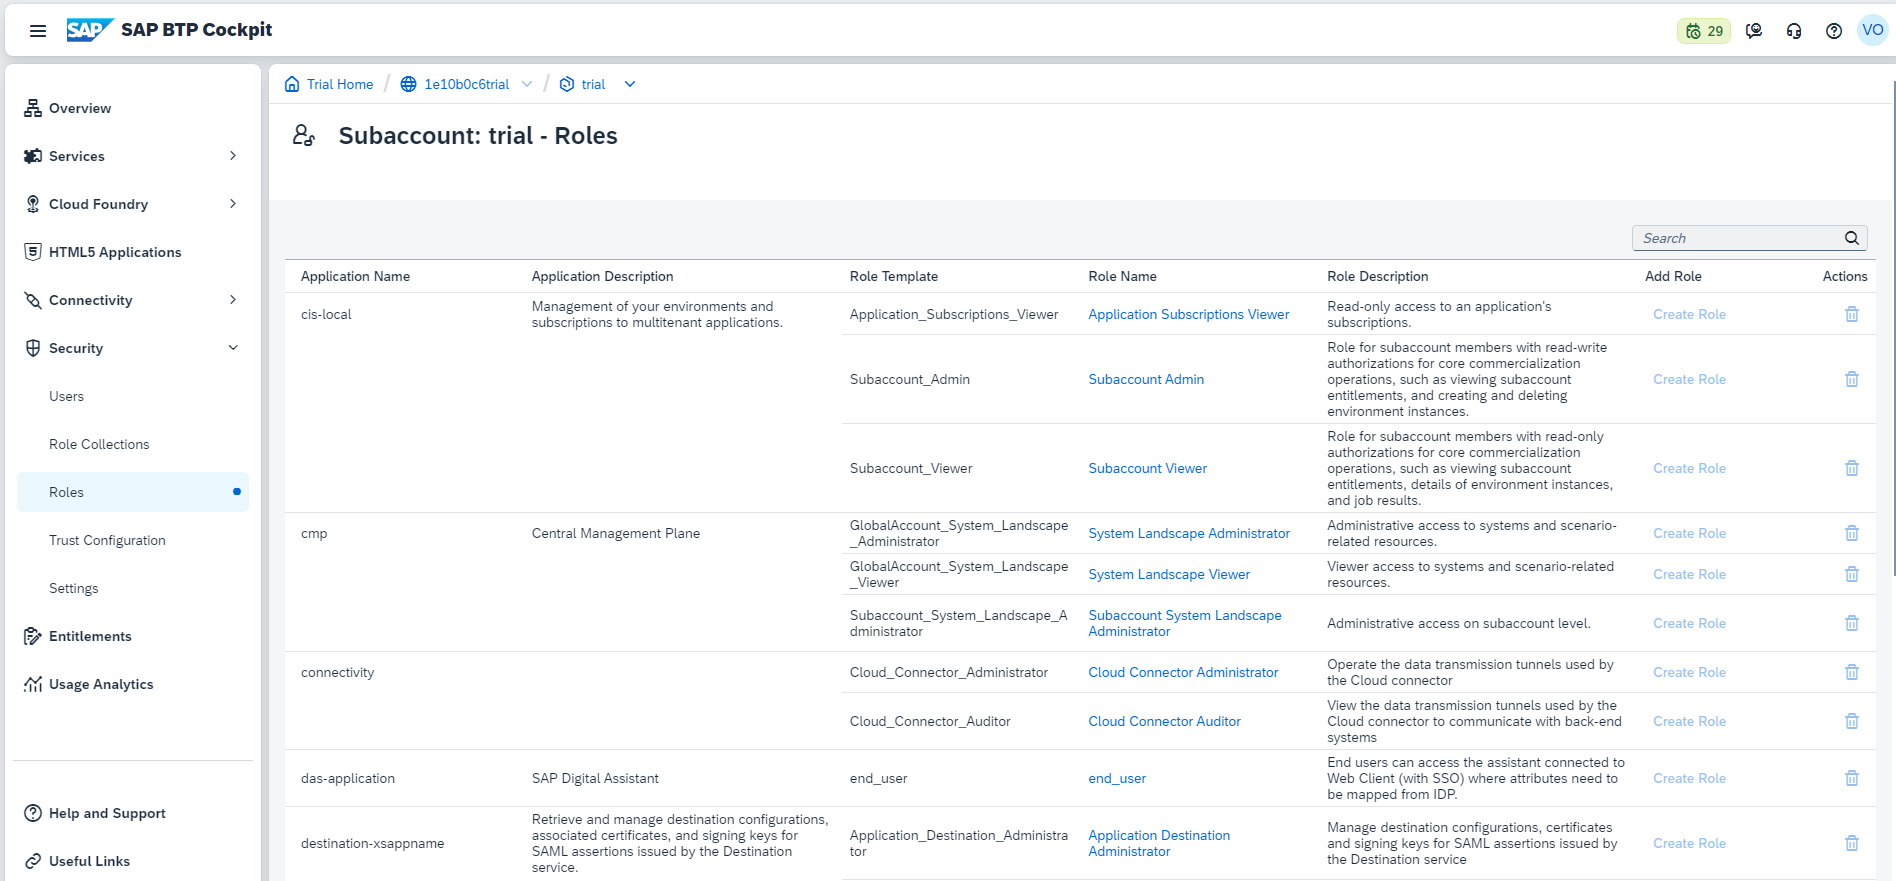 SAP SAP BTP Cockpit
29
VO
Overview
Services
Cloud Foundry
HTML5 Applications
Connectivity
Security
Users
Role Collections
Roles
Trust Configuration
Settings
Entitlements
Usage Analytics
Help and Support
Useful Links
Trial Home / 1e10b0c6trial / trial
Subaccount: trial - Roles
Search
Application Name Application Description Role Template Role Name Role Description Add Role Actions
cis-local
Management of your environments and
subscriptions to multitenant applications.
Application_Subscriptions_Viewer
Application Subscriptions Viewer
Read-only access to an application's
subscriptions.
Create Role
Subaccount_Admin
Subaccount Admin
Role for subaccount members with read-write
authorizations for core commercialization
operations, such as viewing subaccount
entitlements, and creating and deleting
environment instances.
Create Role
Subaccount_Viewer
Subaccount Viewer
Role for subaccount members with read-only
authorizations for core commercialization
operations, such as viewing subaccount
entitlements, details of environment instances,
and job results.
Create Role
cmp
Central Management Plane
GlobalAccount_System_Landscape
_Administrator
System Landscape Administrator
Administrative access to systems and scenario-
related resources.
Create Role
GlobalAccount_System_Landscape
_Viewer
System Landscape Viewer
Viewer access to systems and scenario-related
resources.
Create Role
Subaccount_System_Landscape_A
dministrator
Subaccount System Landscape
Administrator
Administrative access on subaccount level.
Create Role
connectivity
Cloud_Connector_Administrator
Cloud Connector Administrator
Operate the data transmission tunnels used by
the Cloud connector
Create Role
Cloud_Connector_Auditor
Cloud Connector Auditor
View the data transmission tunnels used by the
Cloud connector to communicate with back-end
systems
Create Role
das-application
SAP Digital Assistant
end_user
end_user
End users can access the assistant connected to
Web Client (with SSO) where attributes need to
be mapped from IDP.
Create Role
destination-xsappname
Retrieve and manage destination configurations,
associated certificates, and signing keys for
SAML assertions issued by the Destination
service.
Application_Destination_Administra
tor
Application Destination
Administrator
Manage destination configurations, certificates
and signing keys for SAML assertions issued by
the Destination service
Create Role